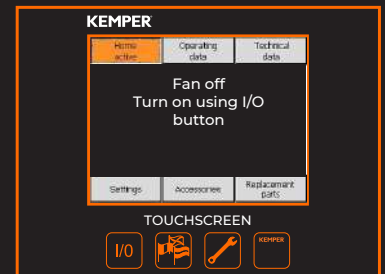 KEMPER
Home active
Operating data
Technical data
Fan off
Turn on using I/O
button
Settings
Accessories
Replacement parts
TOUCHSCREEN
I/0
KEMPER